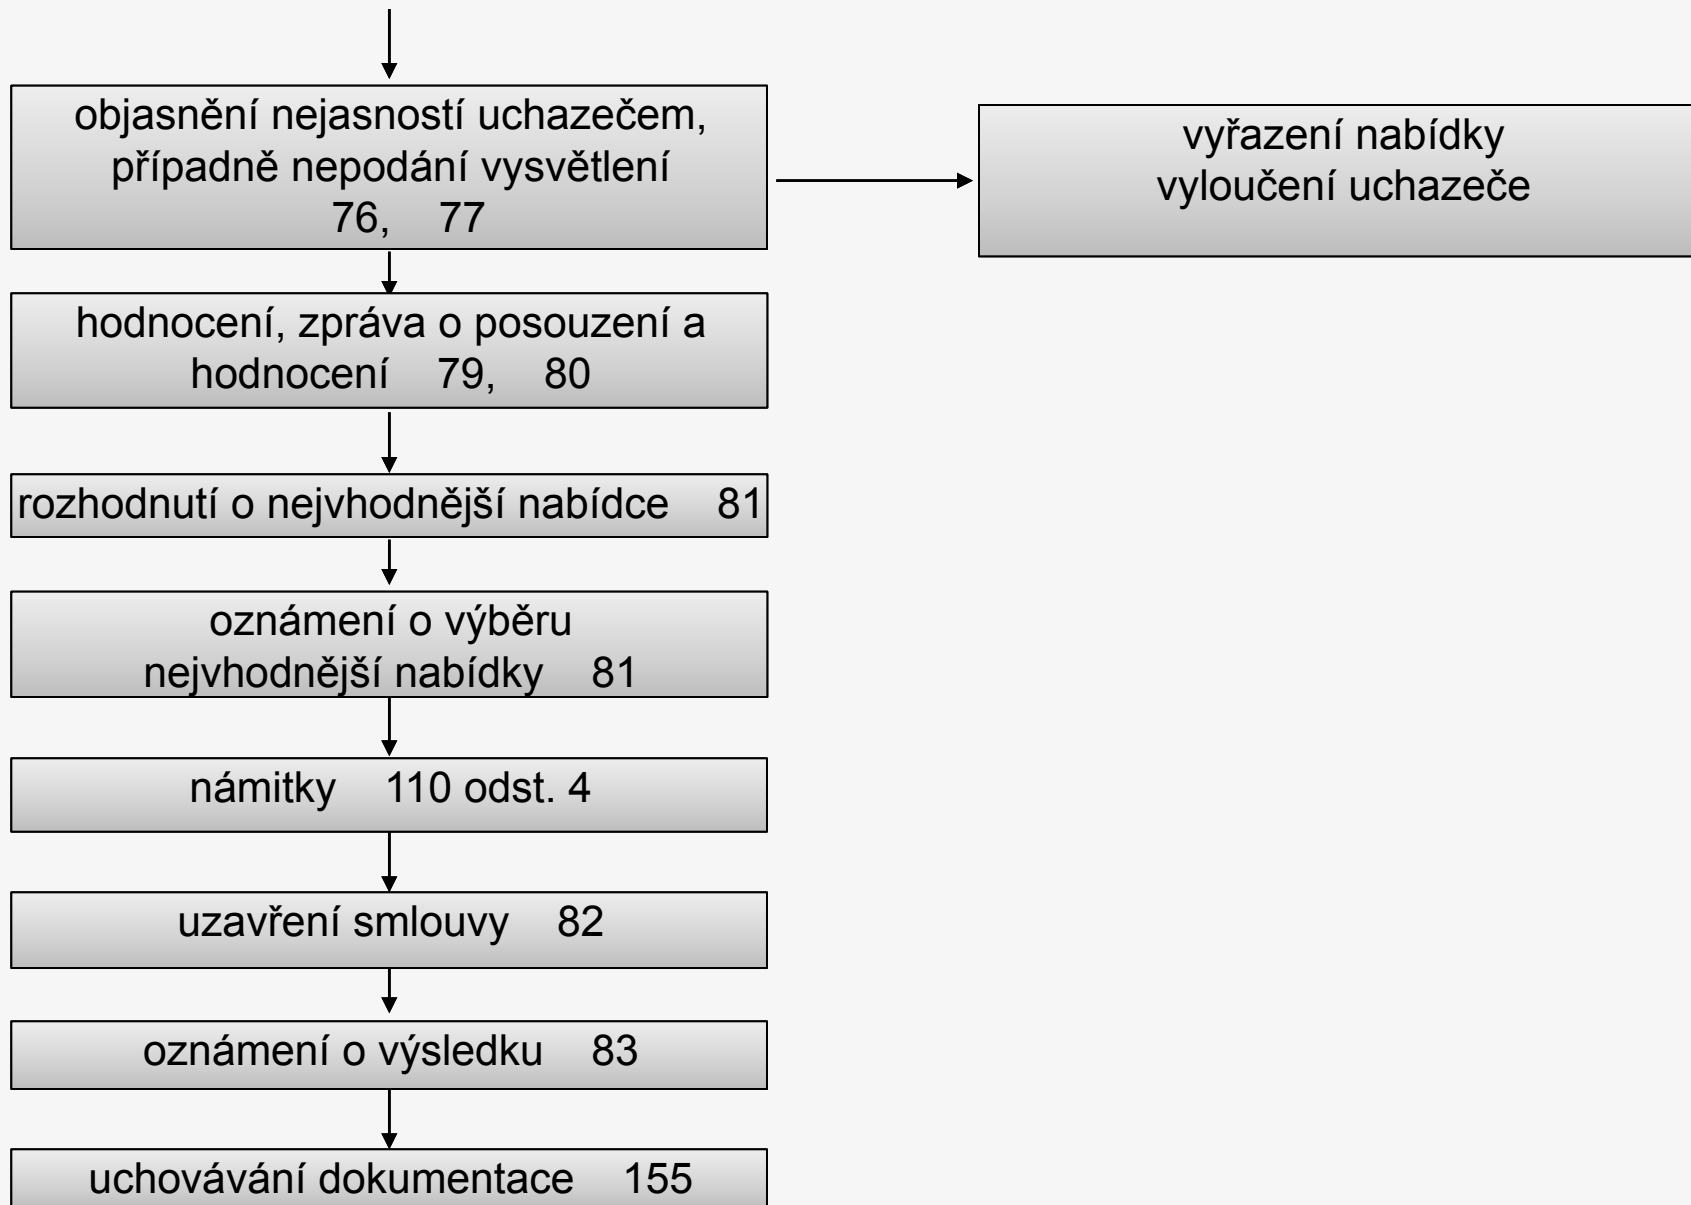 objasnění nejasností uchazečem,
případně nepodání vysvětlení
76, 77
vyřazení nabídky
vyloučení uchazeče
hodnocení, zpráva o posouzení a
hodnocení 79, 80
rozhodnutí o nejvhodnější nabídce 81
oznámení o výběru
nejvhodnější nabídky 81
námitky 110 odst. 4
uzavření smlouvy 82
oznámení o výsledku 83
uchovávání dokumentace 155